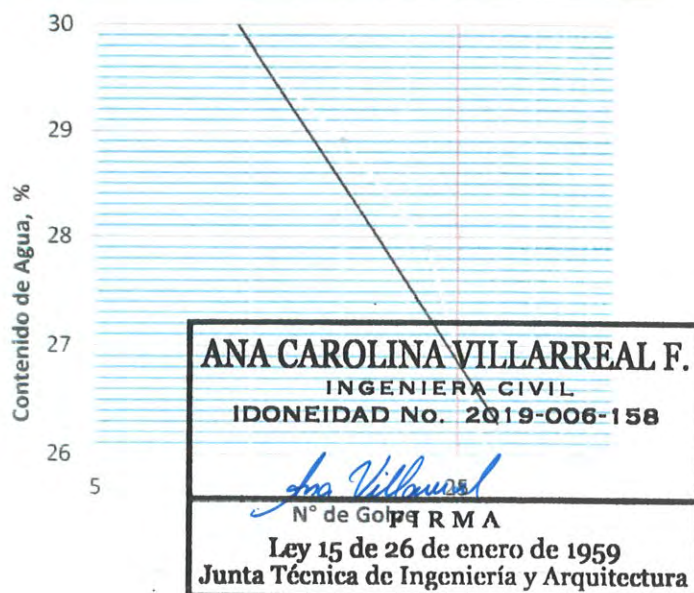 30
29
28
27
26
Contenido de Agua, %
5
25
N° de Golpe
ANA CAROLINA VILLARREAL F.
INGENIERA CIVIL
IDONEIDAD No. 2019-006-158
Ana Villarreal
FIRMA
Ley 15 de 26 de enero de 1959
Junta Técnica de Ingeniería y Arquitectura